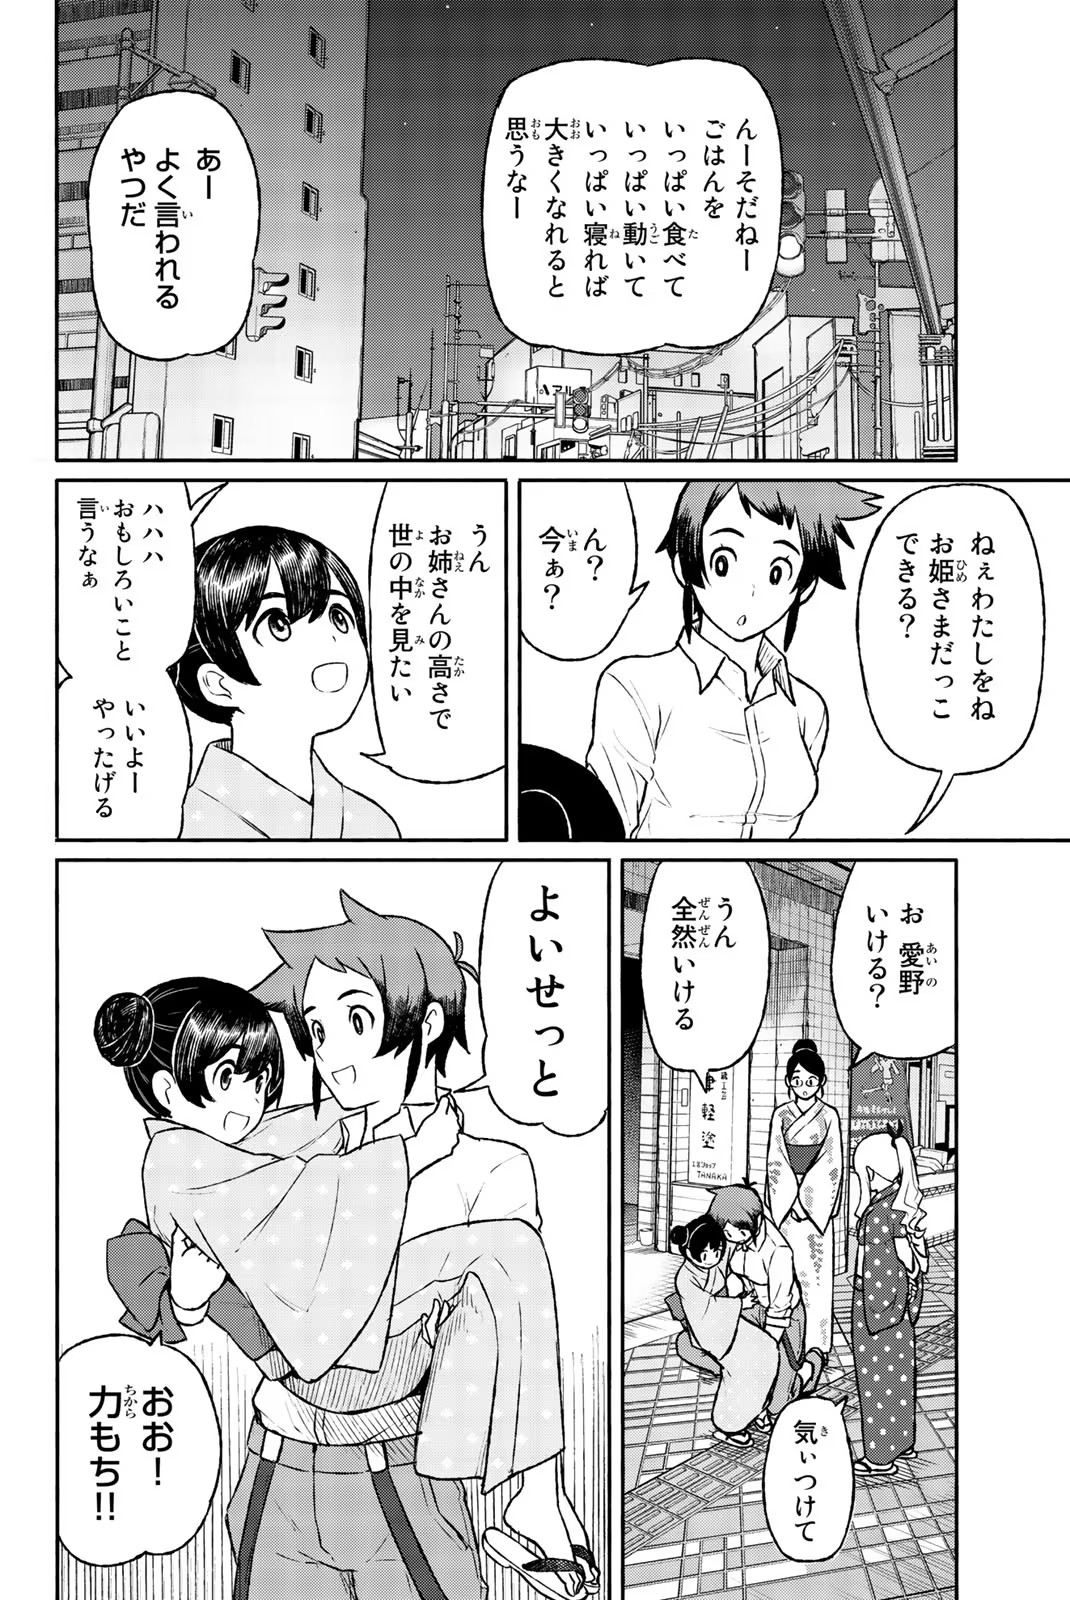 んーそだねー
ごはんを
いっぱい食べて
いっぱい動いて
いっぱい寝れば
大きくなれると
思うなー
あー
よく言われる
やつだ
マル
ねぇわたしをね
お姫さまだっこ
できる?
ん?
今ぁ?
うん
お姉さんの高さで
世の中を見たい
ハハハ
おもしろいこと
言うなぁ
いいよー
やったげる
お 愛野
いける?
うん
全然いける
軽
塗
TANAKA
気ぃつけて
よいせっと
おお!
力もち!!